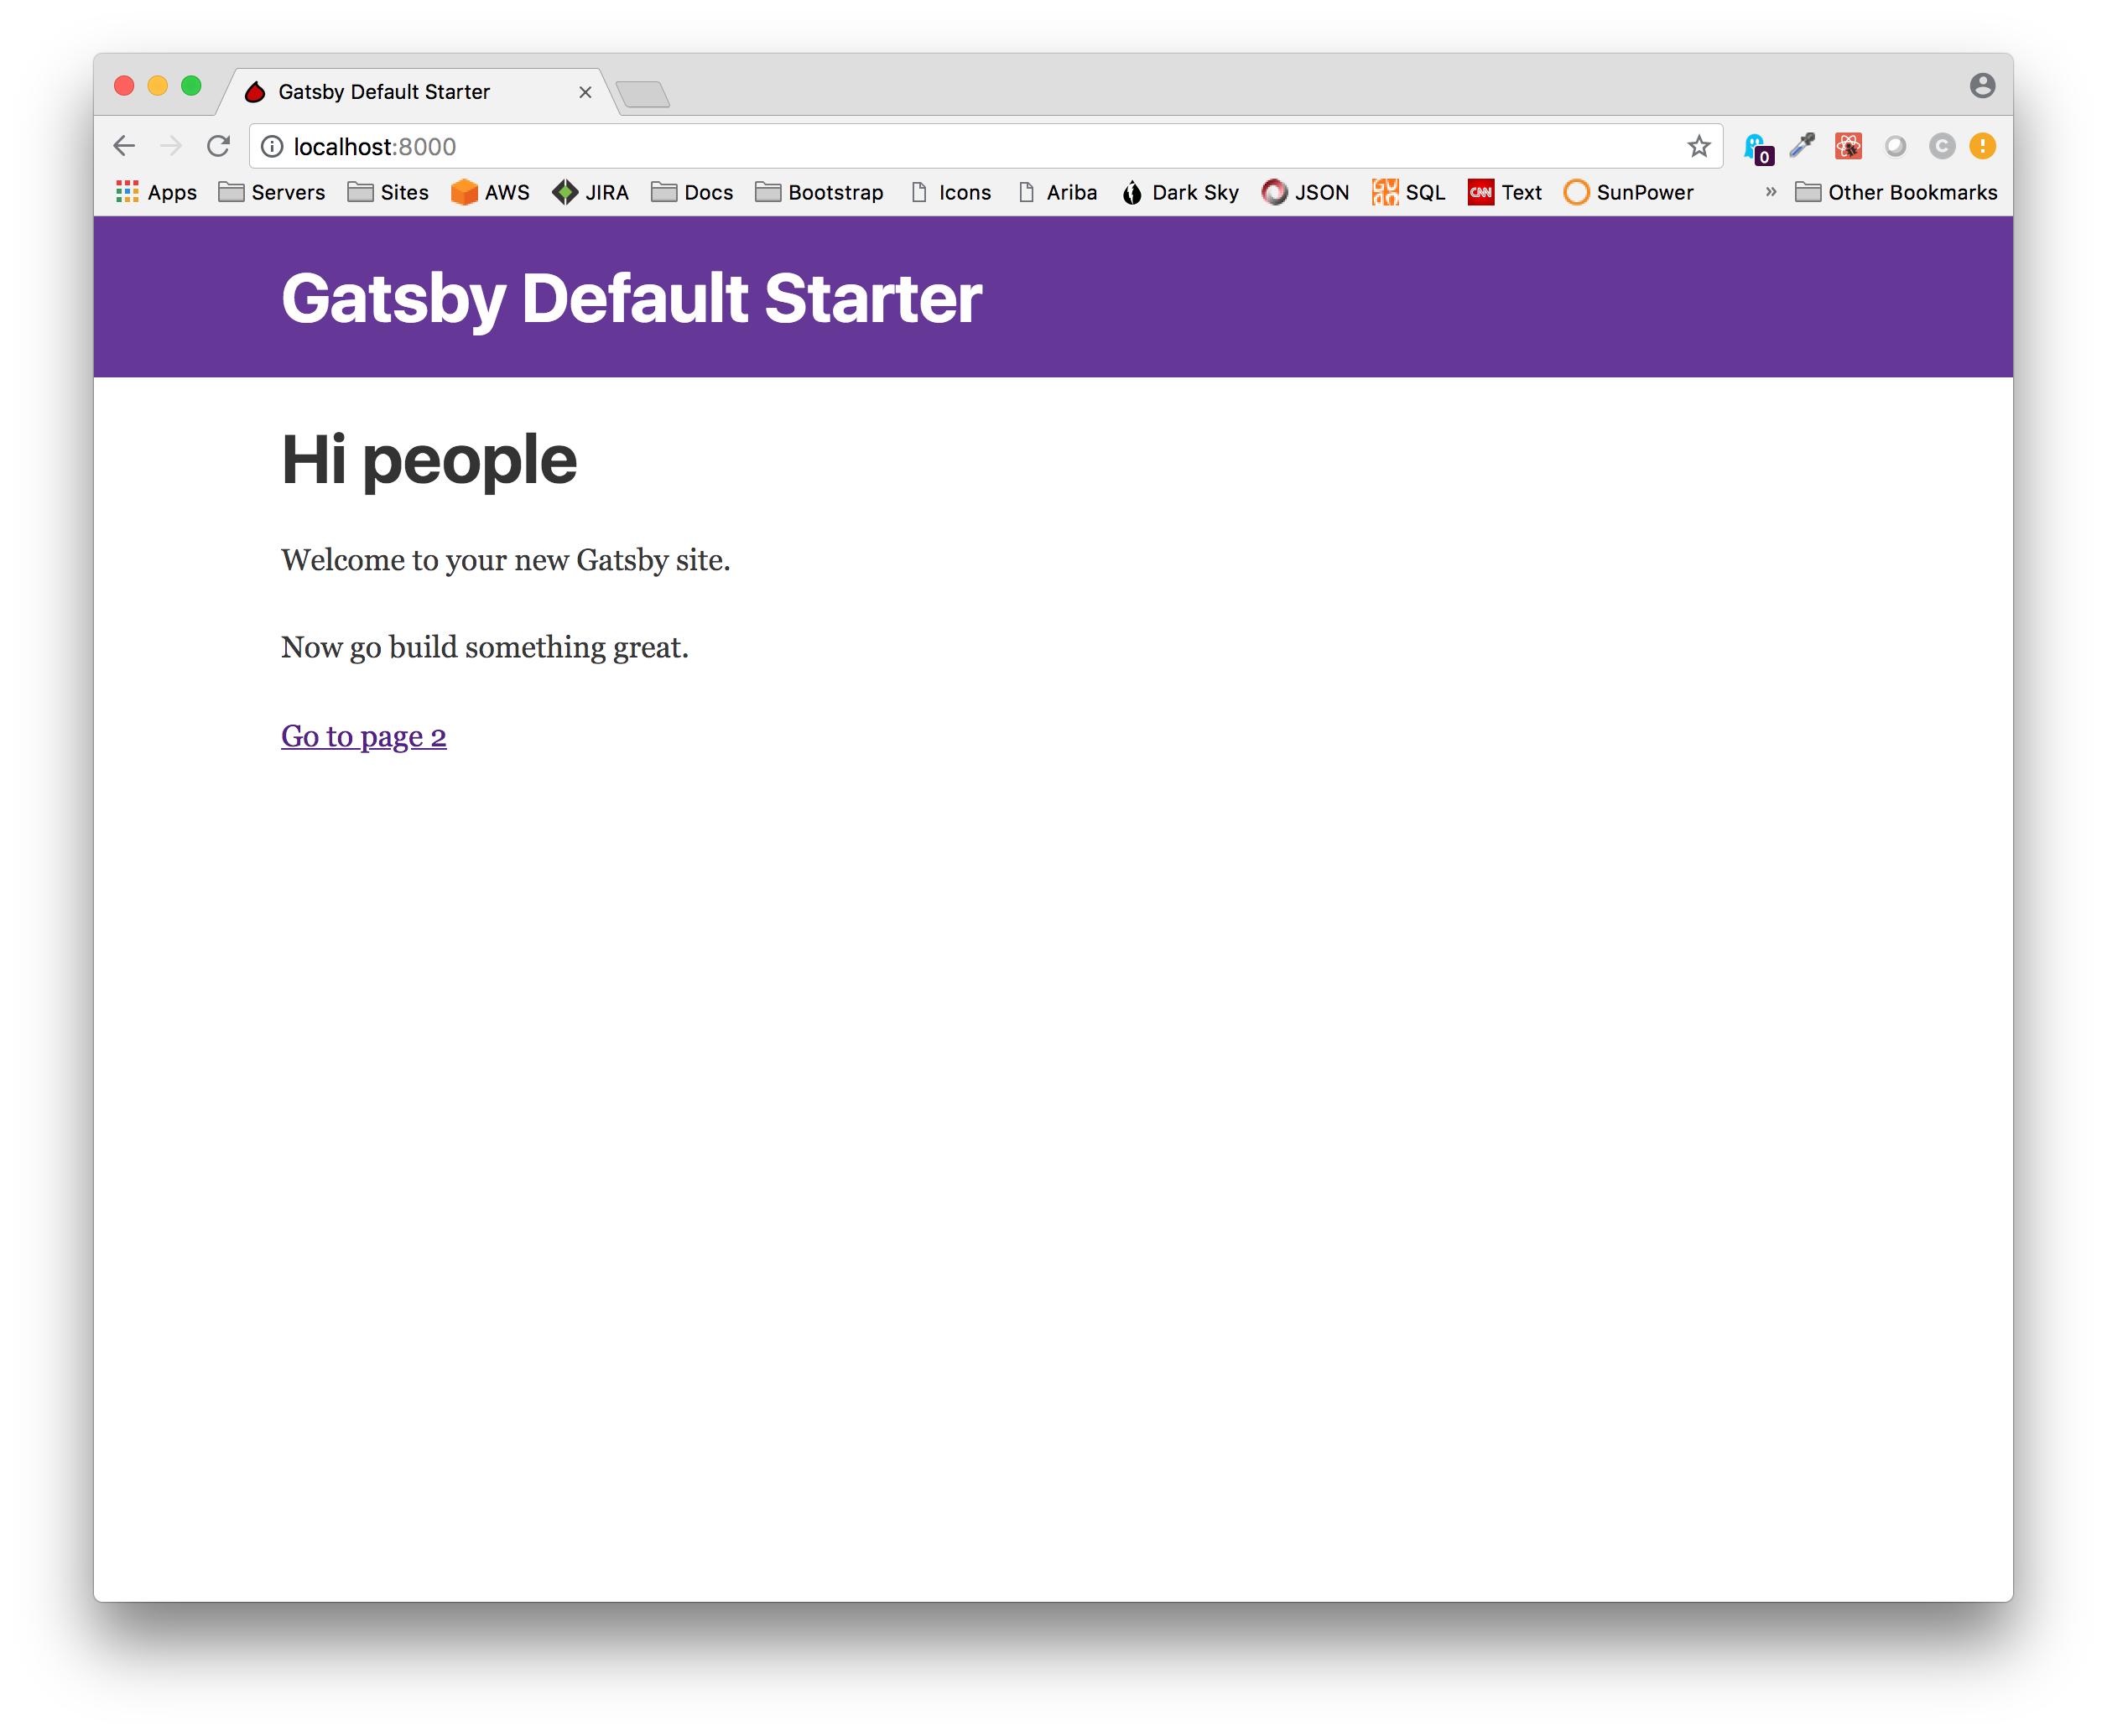 Gatsby Default Starter
localhost:8000
0
C
Apps Servers Sites AWS JIRA Docs Bootstrap Icons Ariba Dark Sky JSON SQL CNN Text SunPower » Other Bookmarks
Gatsby Default Starter
Hi people
Welcome to your new Gatsby site.
Now go build something great.
Go to page 2